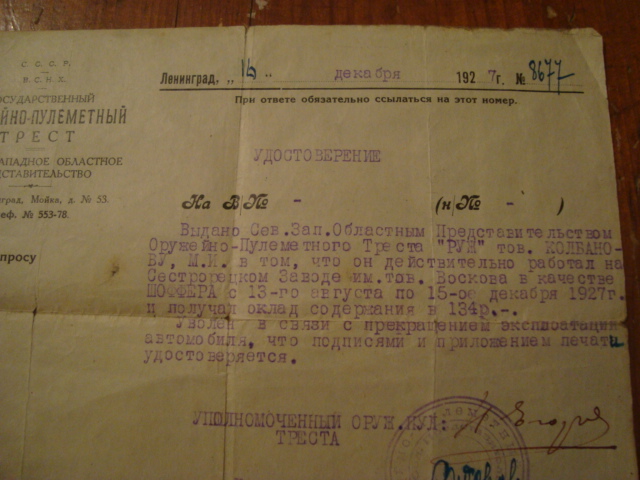 С. С. С. Р.
В. С. Н. Х.
ОСУДАРСТВЕННЫЙ
ЕЙНО-ПУЛЕМЕТНЫЙ
ТРЕСТ
АПАДНОЕ ОБЛАСТНОЕ
ДСТАВИТЕЛЬСТВО
град, Мойка, д. № 53.
еф. № 553-78.
просу
Ленинград, „ 16 „ декабря 1927г. № 8677
При ответе обязательно ссылаться на этот номер.
УДОСТОВЕРЕНИЕ
На В № - (н № - )
Выдано Сев.Зап.Областным Представительством
Оружейно-Пулеметного Треста "РУЖ" тов. КОЛБАНО-
ВУ, М.И. в том, что он действительно работал на
Сестрорецком Заводе им.тов. Воскова в качестве
ШОФФЕРА с 13-го августа по 15-ое декабря 1927г.
и получал оклад содержания в 134р.-.
Уволен в связи с прекращением эксплоатации
автомобиля, что подписями и приложением печати
удостоверяется.
УПОЛНОМОЧЕННЫЙ ОРУЖ.ПУЛ:
ТРЕСТА